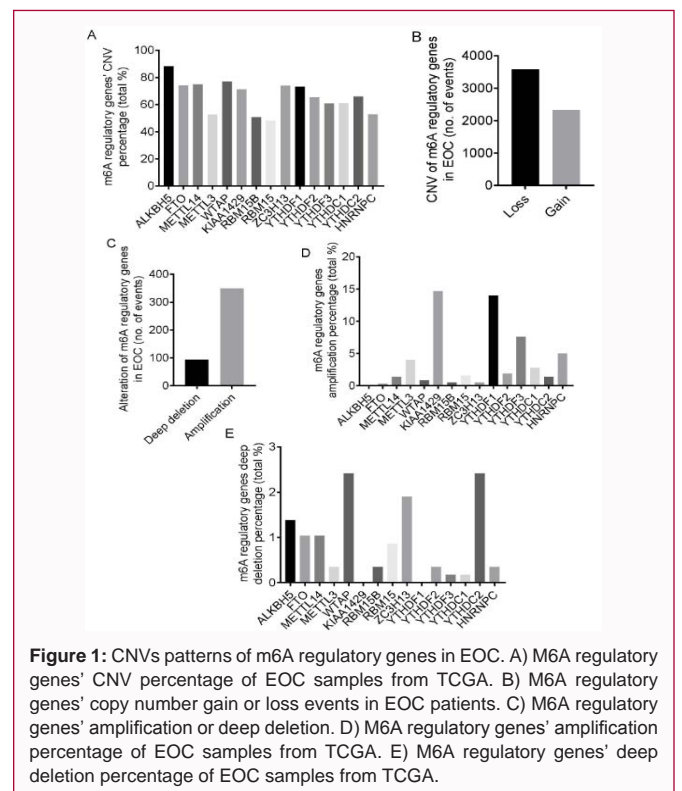 A
m6A regulatory genes' CNV
percentage (total %)
100
80
60
40
20
0
ALKBH5
FTO
METTL14
METTL3
WTAP
KIAA1429
RBM15B
RBM15
ZC3H13
YTHDF1
YTHDF2
YTHDF3
YTHDC1
YTHDC2
HNRNPC
B
CNV of m6A regulatory genes
in EOC (no. of events)
4000
3000
2000
1000
0
Loss
Gain
C
Alteration of m6A regulatory genes
in EOC (no. of events)
400
300
200
100
0
Deep deletion
Amplification
D
m6A regulatory genes
amplification percentage (total %)
20
15
10
5
0
ALKBH5
FTO
METTL14
METTL3
WTAP
KIAA1429
RBM15B
RBM15
ZC3H13
YTHDF1
YTHDF2
YTHDF3
YTHDC1
YTHDC2
HNRNPC
E
m6A regulatory genes deep
deletion percentage (total %)
3
2
1
0
ALKBH5
FTO
METTL14
METTL3
WTAP
KIAA1429
RBM15B
RBM15
ZC3H13
YTHDF1
YTHDF2
YTHDF3
YTHDC1
YTHDC2
HNRNPC
Figure 1: CNVs patterns of m6A regulatory genes in EOC. A) M6A regulatory
genes' CNV percentage of EOC samples from TCGA. B) M6A regulatory
genes' copy number gain or loss events in EOC patients. C) M6A regulatory
genes' amplification or deep deletion. D) M6A regulatory genes' amplification
percentage of EOC samples from TCGA. E) M6A regulatory genes' deep
deletion percentage of EOC samples from TCGA.